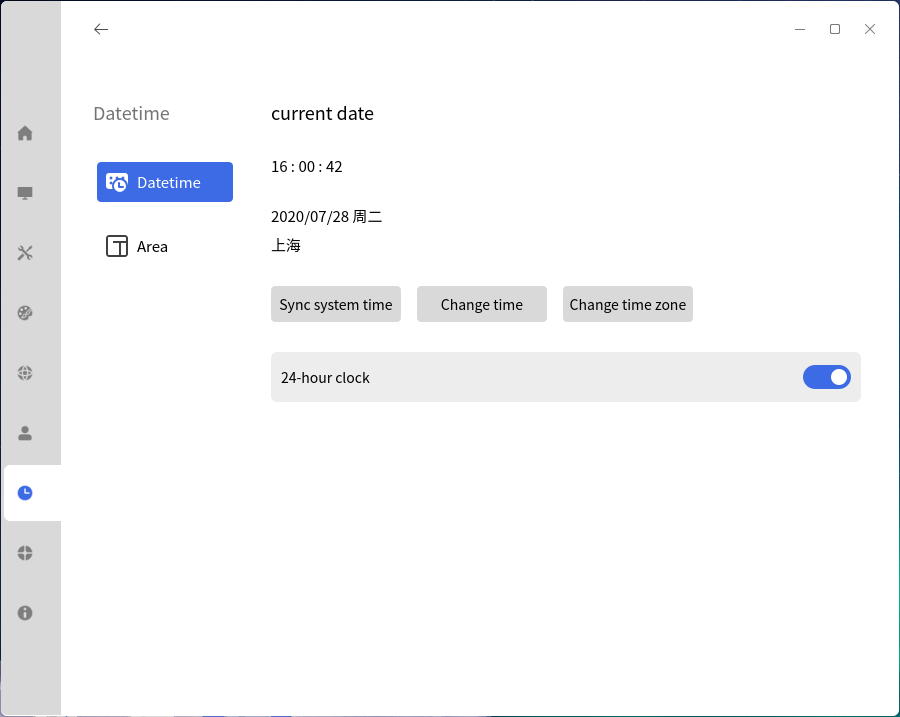 Datetime
Datetime
Area
current date
16 : 00 : 42
2020/07/28 周二
上海
Sync system time
Change time
Change time zone
24-hour clock